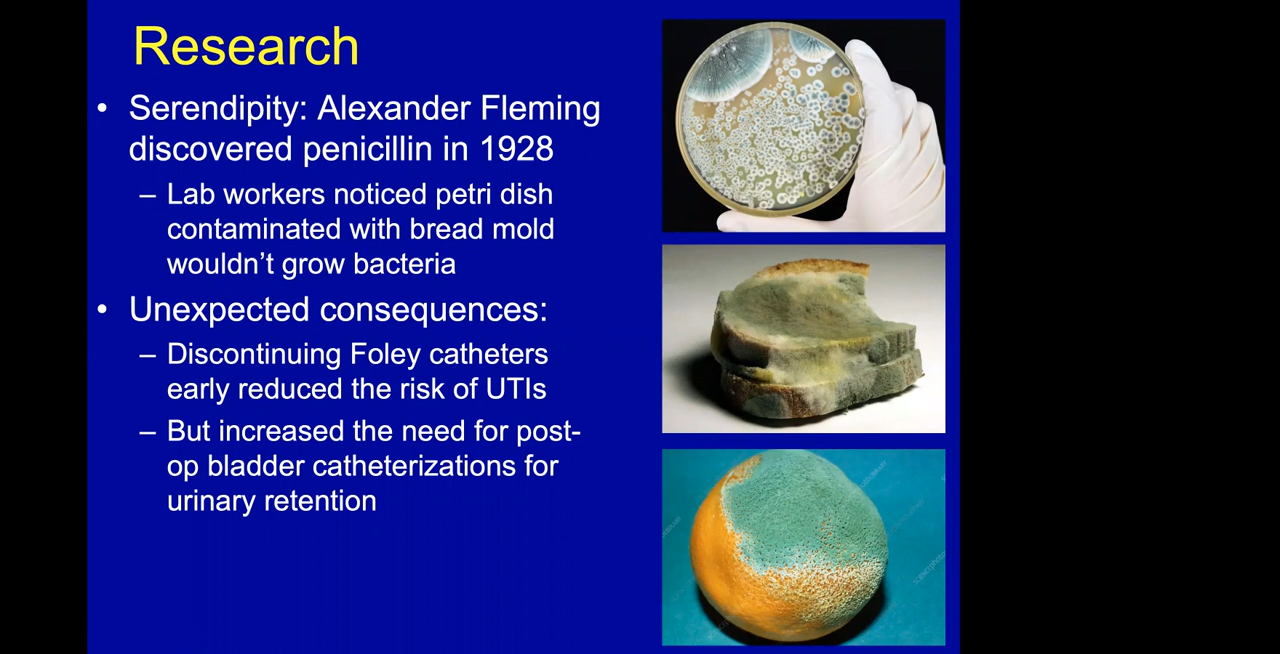 Research
• Serendipity: Alexander Fleming
discovered penicillin in 1928
– Lab workers noticed petri dish
contaminated with bread mold
wouldn’t grow bacteria
• Unexpected consequences:
– Discontinuing Foley catheters
early reduced the risk of UTIs
– But increased the need for post-
op bladder catheterizations for
urinary retention